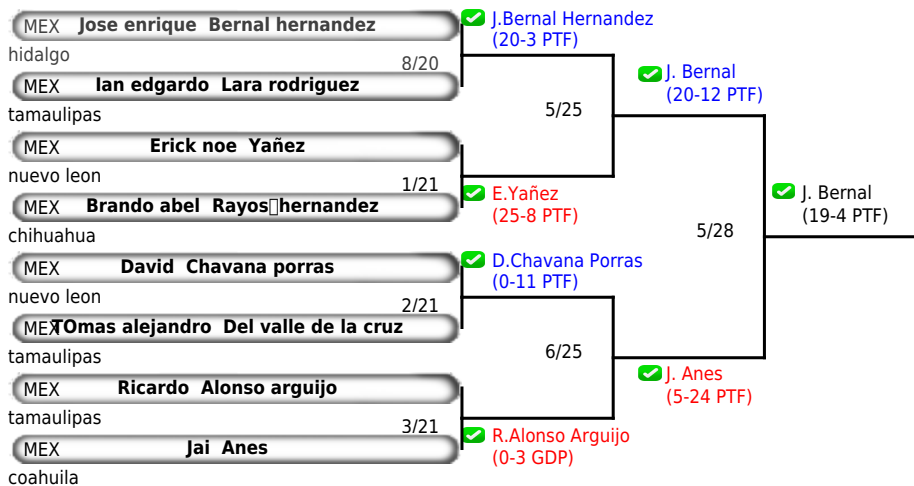 MEX Jose enrique Bernal hernandez
hidalgo
8/20
MEX Ian edgardo Lara rodriguez
tamaulipas
MEX Erick noe Yañez
nuevo leon
1/21
MEX Brando abel Rayos▯hernandez
chihuahua
MEX David Chavana porras
nuevo leon
2/21
MEX TOmas alejandro Del valle de la cruz
tamaulipas
MEX Ricardo Alonso arguijo
tamaulipas
3/21
MEX Jai Anes
coahuila
J.Bernal Hernandez
(20-3 PTF)
5/25
E.Yañez
(25-8 PTF)
D.Chavana Porras
(0-11 PTF)
6/25
R.Alonso Arguijo
(0-3 GDP)
J. Bernal
(20-12 PTF)
5/28
J. Anes
(5-24 PTF)
J. Bernal
(19-4 PTF)